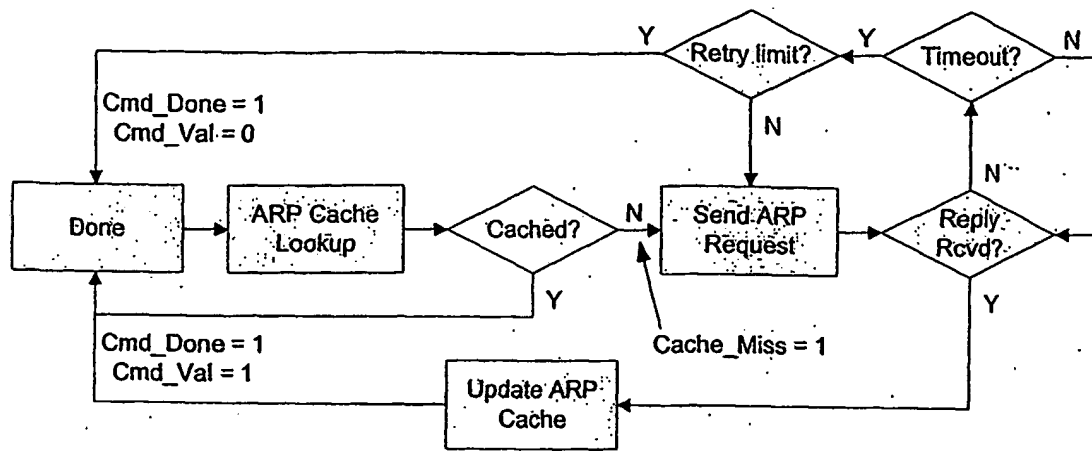 Y
Retry limit?
Y
Timeout?
N
Cmd_Done = 1
Cmd_Val = 0
N
N
Done
ARP Cache
Lookup
Cached?
N
Send ARP
Request
Reply
Rcvd?
Y
Y
Cmd_Done = 1
Cmd_Val = 1
Cache_Miss = 1
Update ARP
Cache